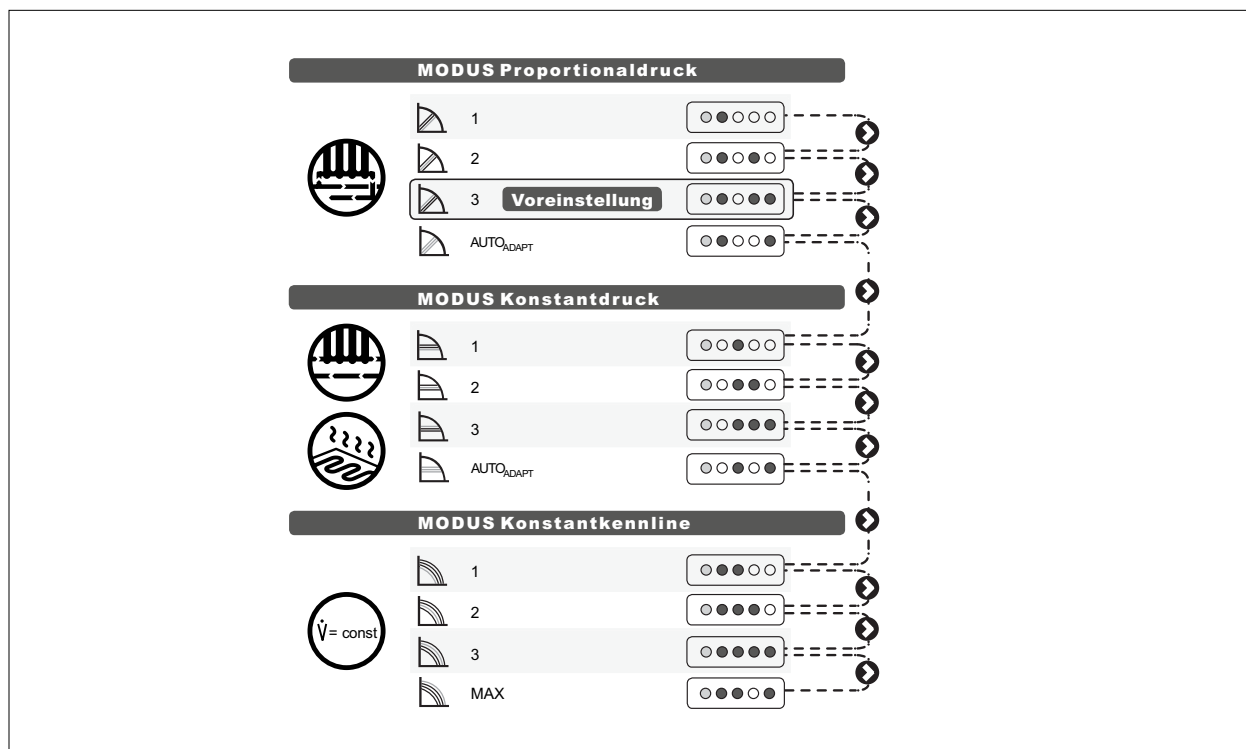 MODUS Proportionaldruck
1
2
3 Voreinstellung
AUTOADAPT
MODUS Konstantdruck
1
2
3
AUTOADAPT
MODUS Konstantkennline
1
2
3
MAX
V̇ = const